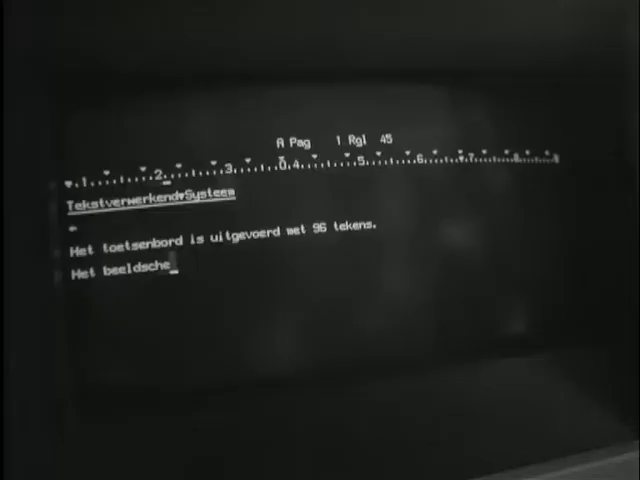 A Pag 1 Rgl 45
1 2 3 4 5 6 7 8
Tekstverwerkend Systeem
Het toetsenbord is uitgevoerd met 96 tekens.
Het beeldsche